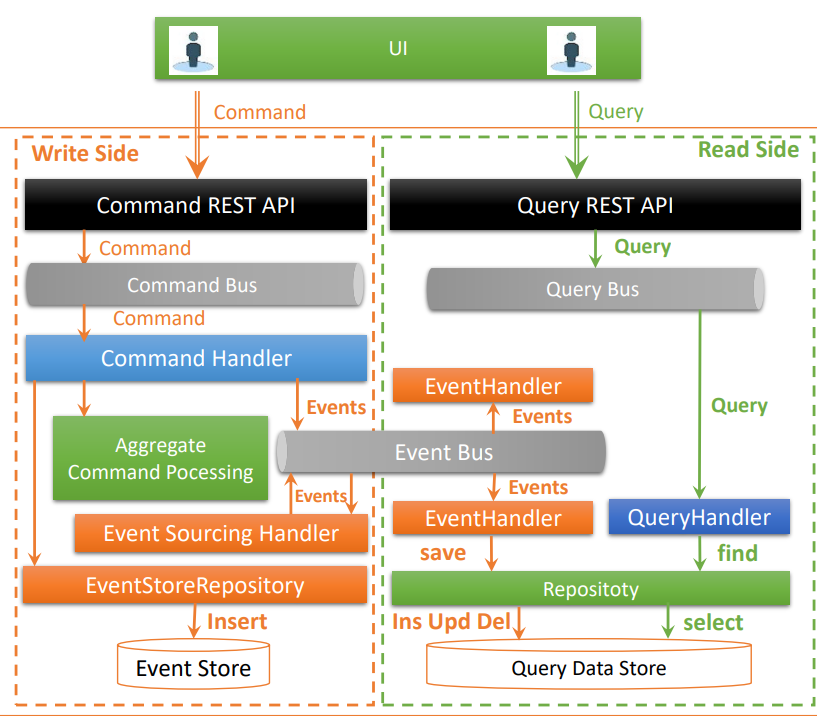 UI
Command
Query
Write Side
Read Side
Command REST API
Query REST API
Command
Query
Command Bus
Query Bus
Command
Command Handler
EventHandler
Events
Events
Query
Aggregate
Command Pocessing
Event Bus
Events
Events
Event Sourcing Handler
EventHandler
QueryHandler
save
find
EventStoreRepository
Repositoty
Insert
Ins Upd Del
select
Event Store
Query Data Store